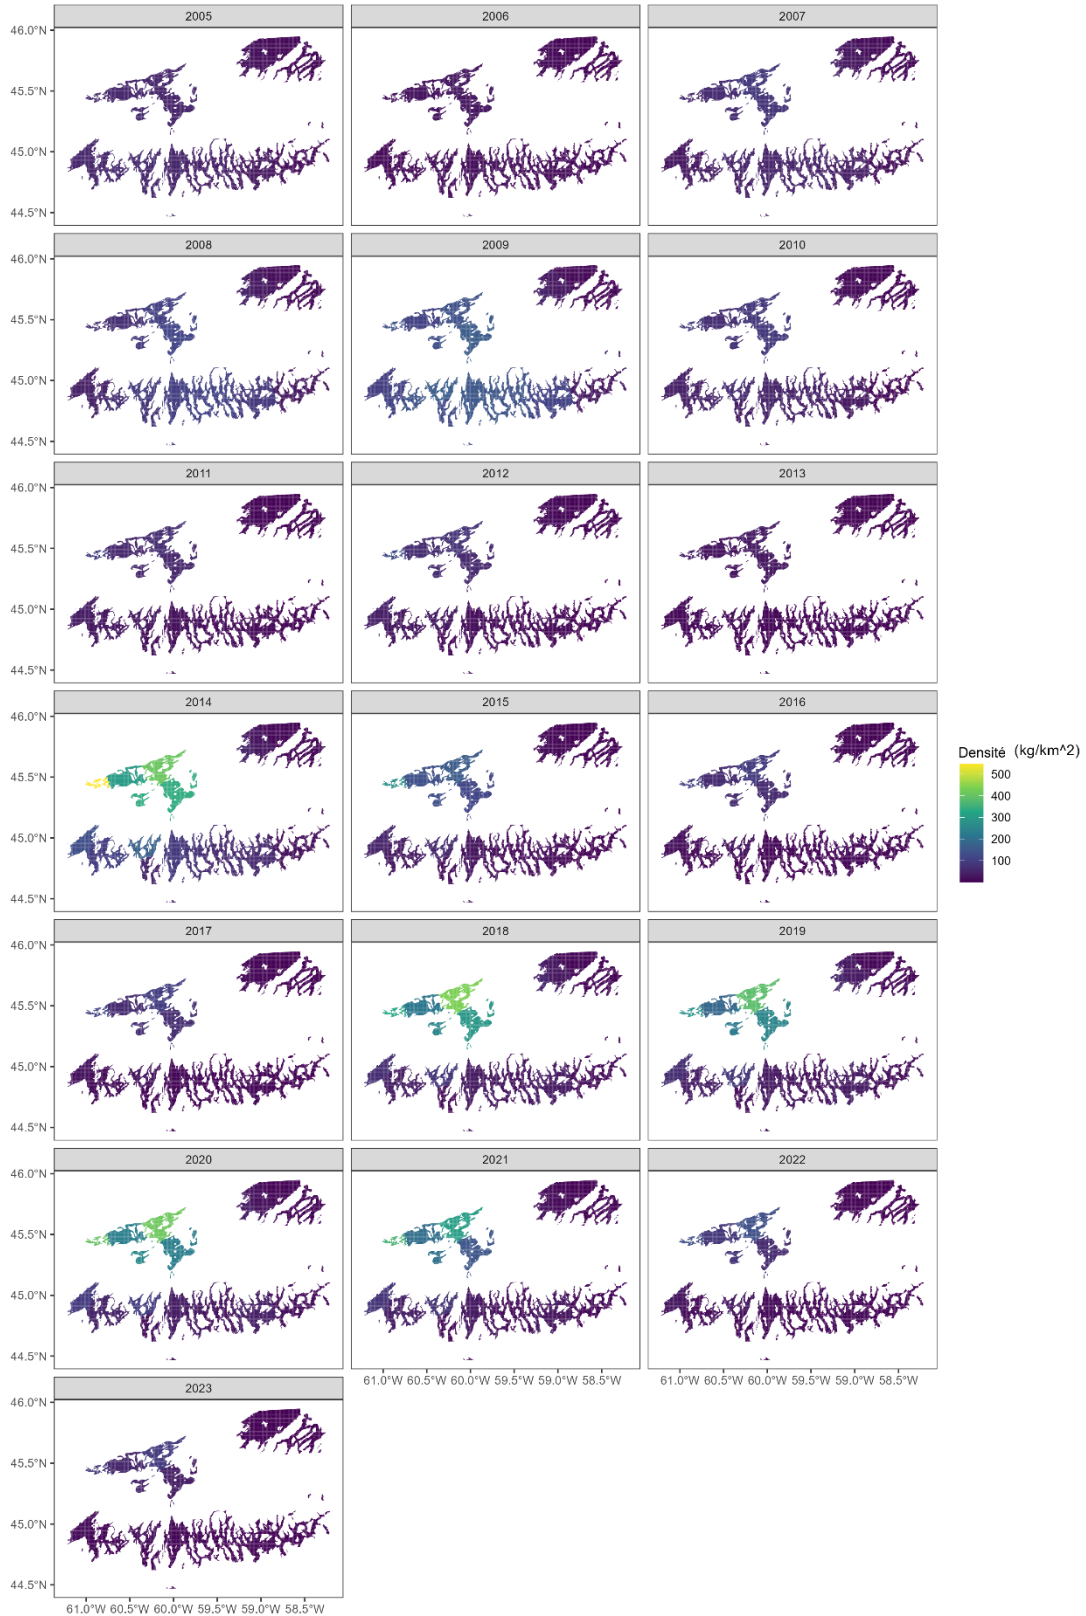 2005 2006 2007
46.0°N
45.5°N
45.0°N
44.5°N
2008 2009 2010
46.0°N
45.5°N
45.0°N
44.5°N
2011 2012 2013
46.0°N
45.5°N
45.0°N
44.5°N
2014 2015 2016
46.0°N
45.5°N
45.0°N
44.5°N
Densité (kg/km^2)
500
400
300
200
100
2017 2018 2019
46.0°N
45.5°N
45.0°N
44.5°N
2020 2021 2022
46.0°N
45.5°N
45.0°N
44.5°N
61.0°W 60.5°W 60.0°W 59.5°W 59.0°W 58.5°W 61.0°W 60.5°W 60.0°W 59.5°W 59.0°W 58.5°W
2023
46.0°N
45.5°N
45.0°N
44.5°N
61.0°W 60.5°W 60.0°W 59.5°W 59.0°W 58.5°W